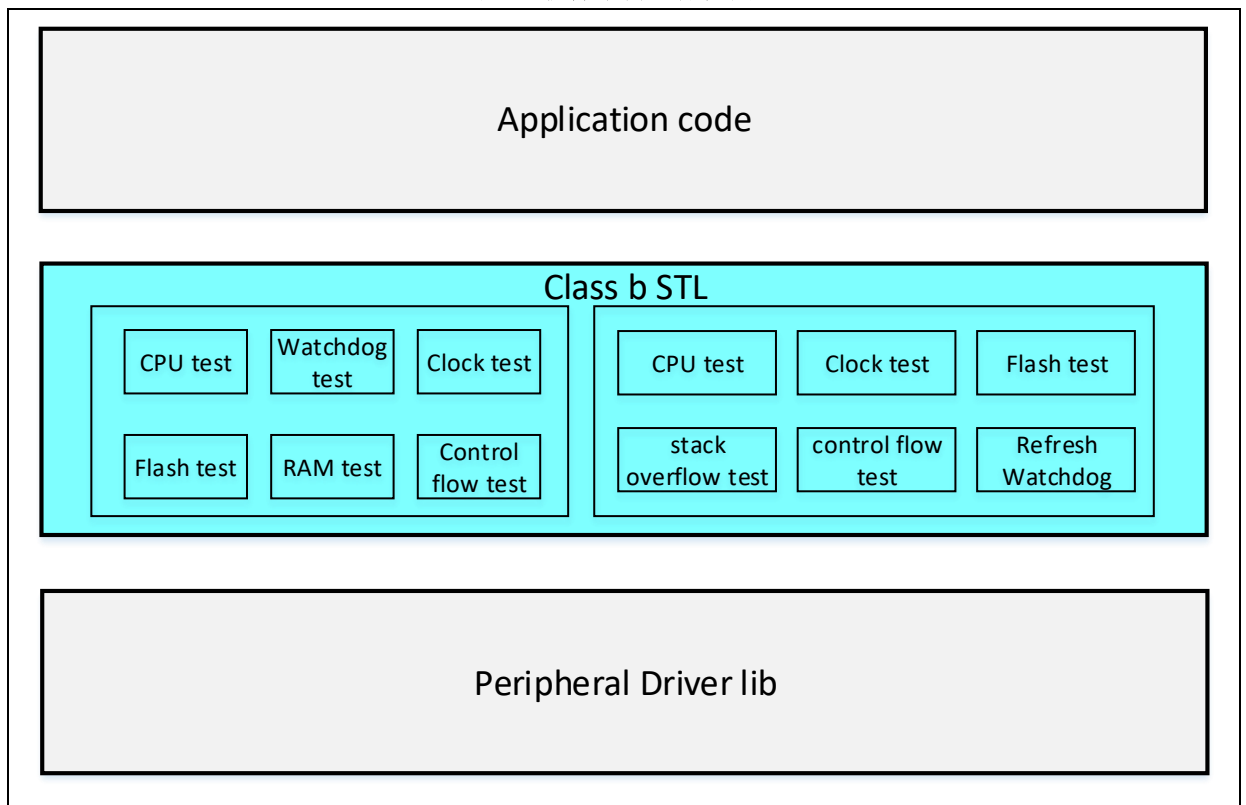 Application code
Class b STL
CPU test
Watchdog
test
Clock test
Flash test
RAM test
Control
flow test
CPU test
Clock test
Flash test
stack
overflow test
control flow
test
Refresh
Watchdog
Peripheral Driver lib